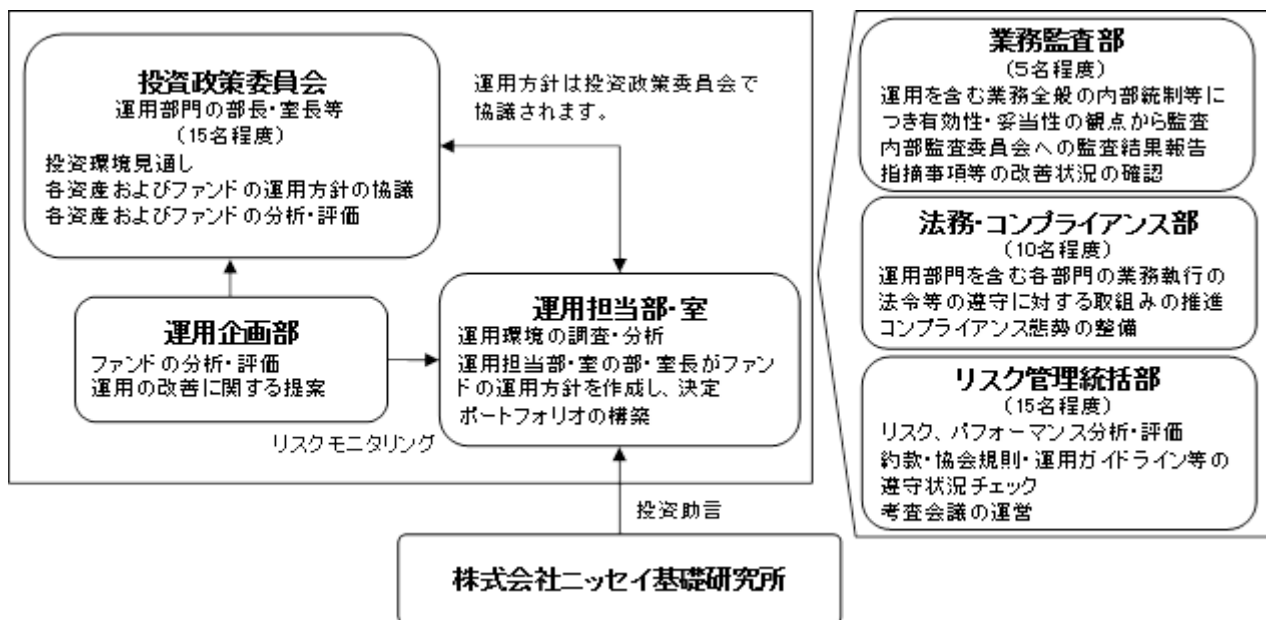 投資政策委員会
運用部門の部長・室長等
(15名程度)
投資環境見通し
各資産およびファンドの運用方針の協議
各資産およびファンドの分析・評価
運用方針は投資政策委員会で
協議されます。
運用企画部
ファンドの分析・評価
運用の改善に関する提案
リスクモニタリング
運用担当部・室
運用環境の調査・分析
運用担当部・室の部・室長がファン
ドの運用方針を作成し、決定
ポートフォリオの構築
投資助言
株式会社ニッセイ基礎研究所
業務監査部
(5名程度)
運用を含む業務全般の内部統制等に
つき有効性・妥当性の観点から監査
内部監査委員会への監査結果報告
指摘事項等の改善状況の確認
法務・コンプライアンス部
(10名程度)
運用部門を含む各部門の業務執行の
法令等の遵守に対する取組みの推進
コンプライアンス態勢の整備
リスク管理統括部
(15名程度)
リスク、パフォーマンス分析・評価
約款・協会規則・運用ガイドライン等の
遵守状況チェック
考査会議の運営